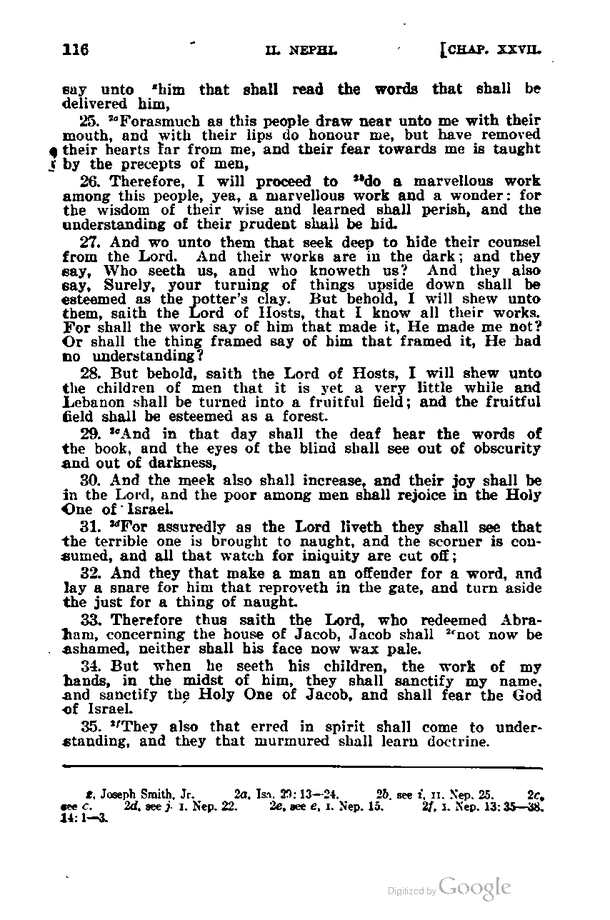 116 II. NEPHI. [CHAP. XXVII.
say unto ᶻhim that shall read the words that shall be
delivered him,
25. ²ᵃForasmuch as this people draw near unto me with their
mouth, and with their lips do honour me, but have removed
their hearts far from me, and their fear towards me is taught
by the precepts of men,
26. Therefore, I will proceed to ²ᵇdo a marvellous work
among this people, yea, a marvellous work and a wonder: for
the wisdom of their wise and learned shall perish, and the
understanding of their prudent shall be hid.
27. And wo unto them that seek deep to hide their counsel
from the Lord. And their works are in the dark; and they
say, Who seeth us, and who knoweth us? And they also
say, Surely, your turning of things upside down shall be
esteemed as the potter's clay. But behold, I will shew unto
them, saith the Lord of Hosts, that I know all their works.
For shall the work say of him that made it, He made me not?
Or shall the thing framed say of him that framed it, He had
no understanding?
28. But behold, saith the Lord of Hosts, I will shew unto
the children of men that it is yet a very little while and
Lebanon shall be turned into a fruitful field; and the fruitful
field shall be esteemed as a forest.
29. ²ᶜAnd in that day shall the deaf hear the words of
the book, and the eyes of the blind shall see out of obscurity
and out of darkness,
30. And the meek also shall increase, and their joy shall be
in the Lord, and the poor among men shall rejoice in the Holy
One of Israel.
31. ²ᵈFor assuredly as the Lord liveth they shall see that
the terrible one is brought to naught, and the scorner is con-
sumed, and all that watch for iniquity are cut off;
32. And they that make a man an offender for a word, and
lay a snare for him that reproveth in the gate, and turn aside
the just for a thing of naught.
33. Therefore thus saith the Lord, who redeemed Abra-
ham, concerning the house of Jacob, Jacob shall ²ᵉnot now be
ashamed, neither shall his face now wax pale.
34. But when he seeth his children, the work of my
hands, in the midst of him, they shall sanctify my name,
and sanctify the Holy One of Jacob, and shall fear the God
of Israel.
35. ²ᶠThey also that erred in spirit shall come to under-
standing, and they that murmured shall learn doctrine.
z, Joseph Smith, Jr. 2a, Isa. 29: 13—24. 2b, see i, II. Nep. 25. 2c,
see c. 2d, see j. I. Nep. 22. 2e, see e, I. Nep. 15. 2f, I. Nep. 13: 35—38.
14: 1—3.
Digitized by Google